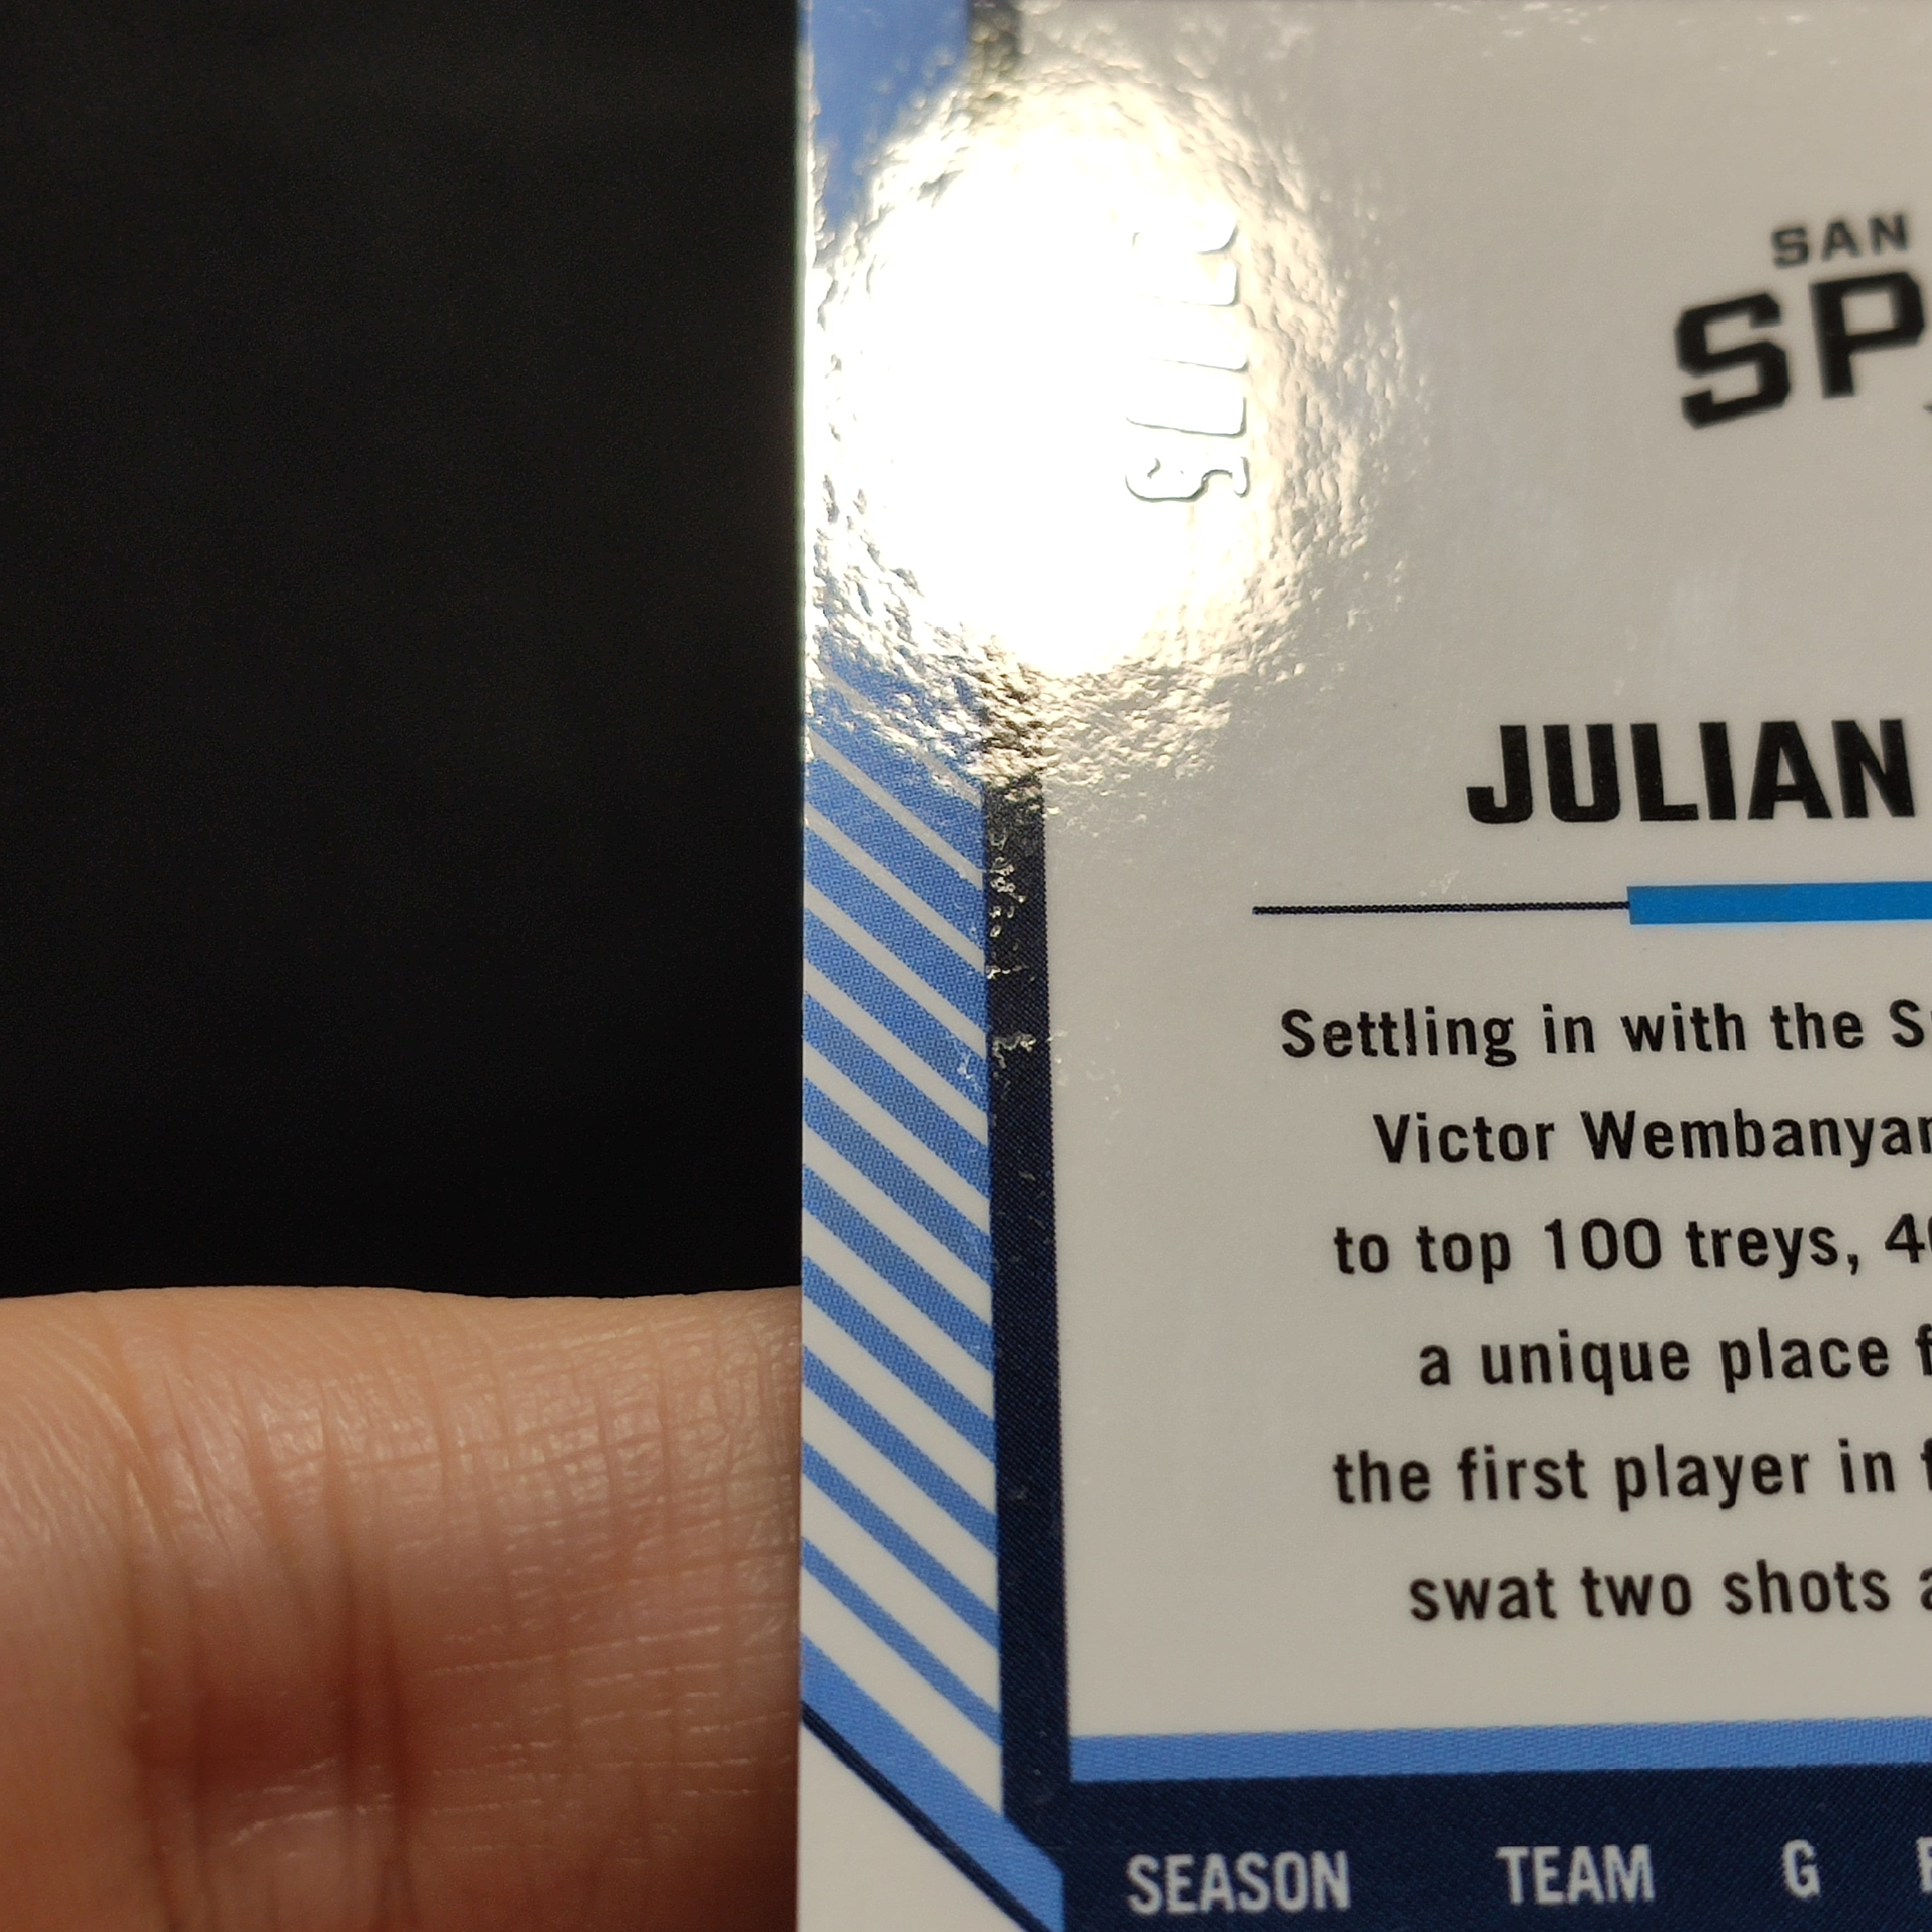 SAN
SP
JULIAN
Settling in with the S
Victor Wembanya
to top 100 treys, 4
a unique place f
the first player in
swat two shots
SEASON TEAM G